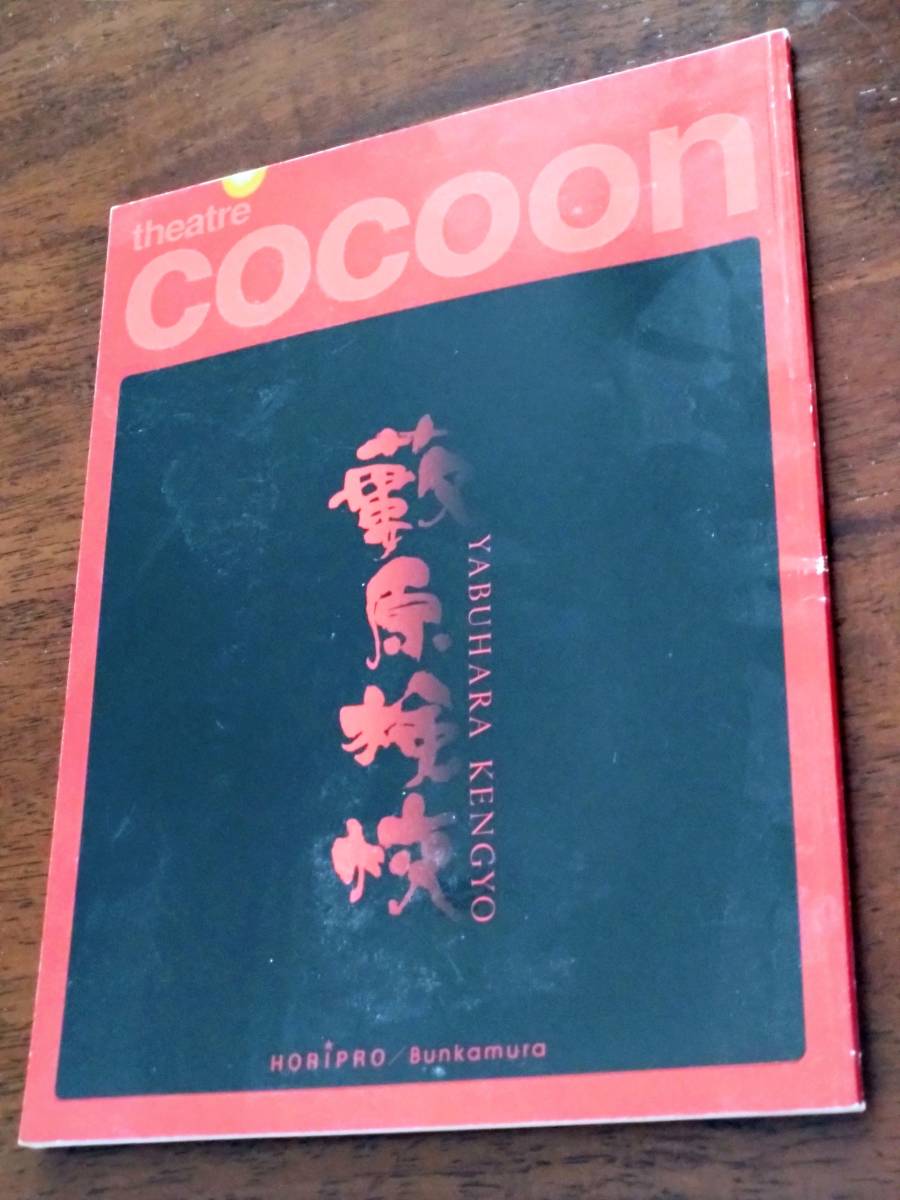 theatre
cocoon
藪原検校
YABUHARA KENGYO
HORIPRO/Bunkamura